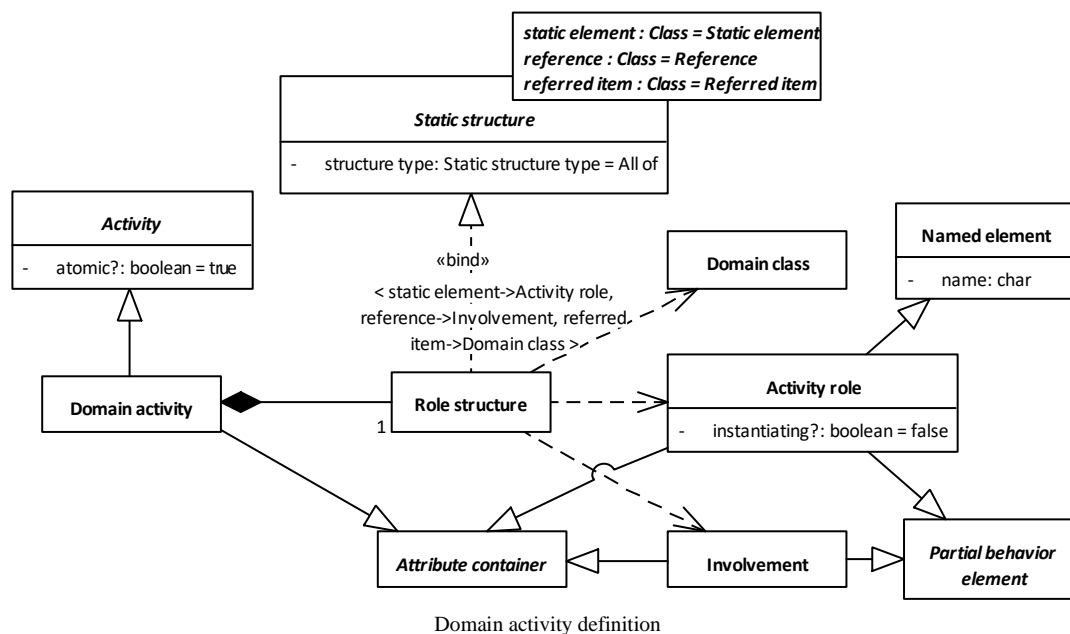 static element : Class = Static element
reference : Class = Reference
referred item : Class = Referred item
Static structure
- structure type: Static structure type = All of
Activity
- atomic?: boolean = true
Named element
- name: char
Domain class
«bind»
< static element->Activity role,
reference->Involvement, referred
item->Domain class >
Domain activity
1
Role structure
Activity role
- instantiating?: boolean = false
Attribute container
Involvement
Partial behavior
element
Domain activity definition